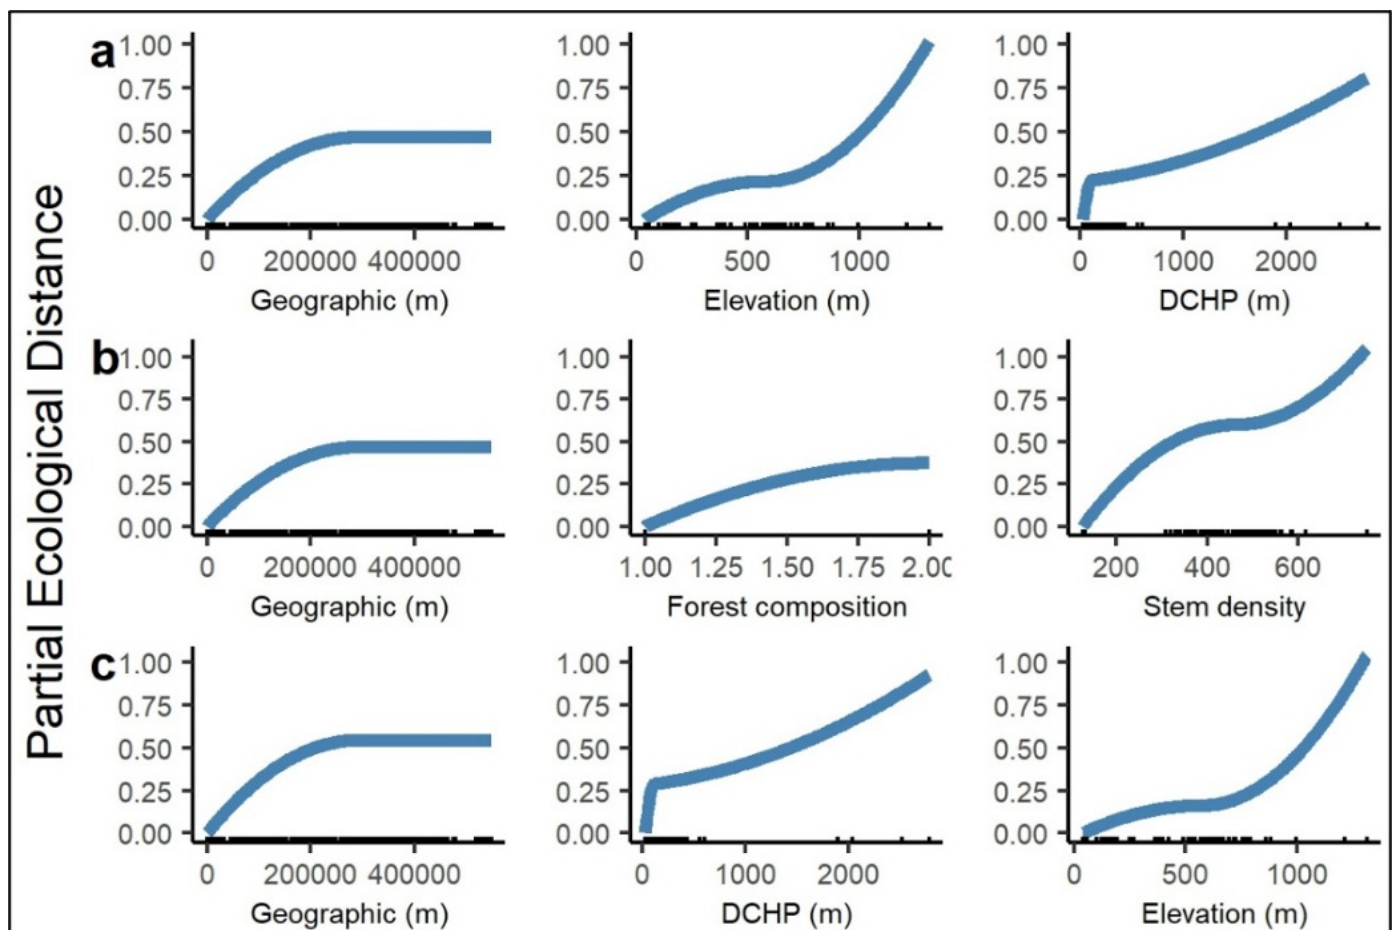 Partial Ecological Distance
a
1.00
0.75
0.50
0.25
0.00
0 200000 400000
Geographic (m)
1.00
0.75
0.50
0.25
0.00
0 500 1000
Elevation (m)
1.00
0.75
0.50
0.25
0.00
0 1000 2000
DCHP (m)
b
1.00
0.75
0.50
0.25
0.00
0 200000 400000
Geographic (m)
1.00
0.75
0.50
0.25
0.00
1.00 1.25 1.50 1.75 2.00
Forest composition
1.00
0.75
0.50
0.25
0.00
200 400 600
Stem density
c
1.00
0.75
0.50
0.25
0.00
0 200000 400000
Geographic (m)
1.00
0.75
0.50
0.25
0.00
0 1000 2000
DCHP (m)
1.00
0.75
0.50
0.25
0.00
0 500 1000
Elevation (m)